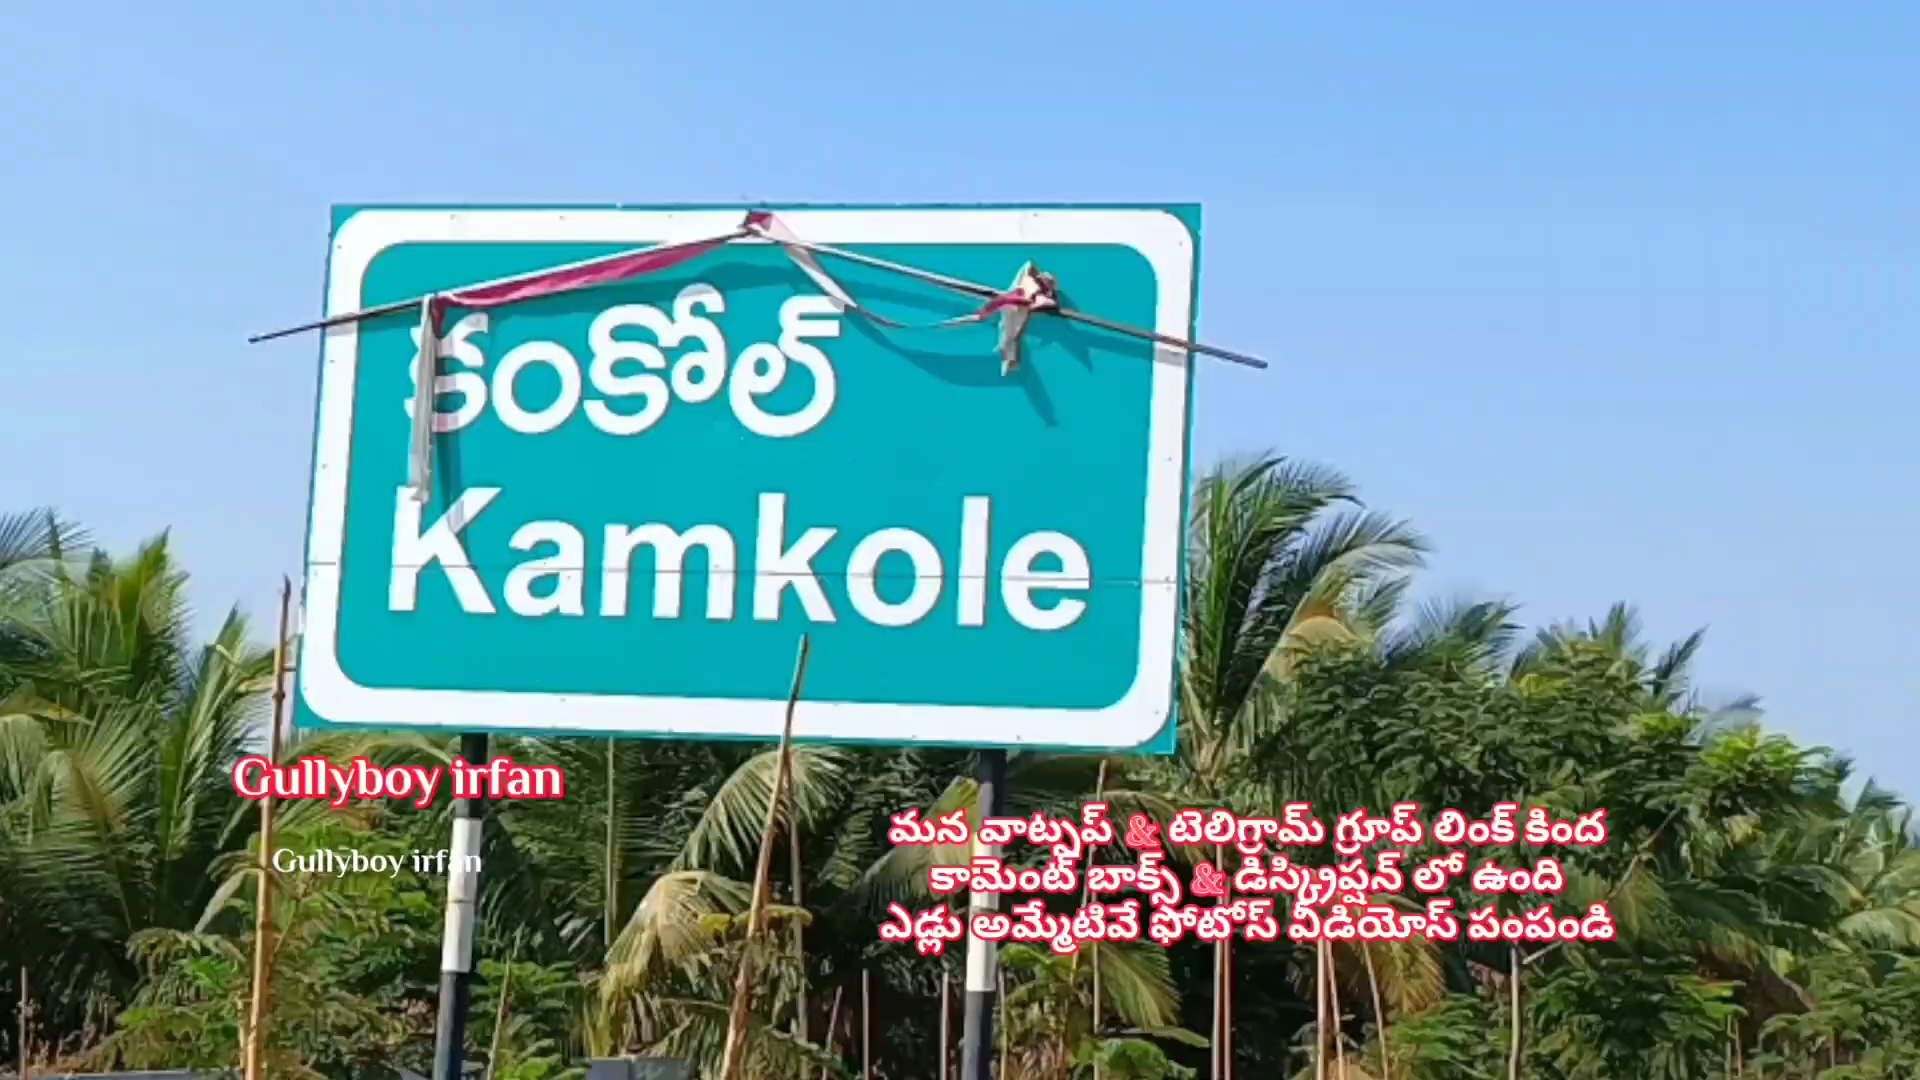 కంకోల్
Kamkole
Gullyboy irfan
Gullyboy irfan
మన వాట్సప్ & టెలిగ్రామ్ గ్రూప్ లింక్ కింద
కామెంట్ బాక్స్ & డిస్క్రిప్షన్ లో ఉంది
ఎడ్లు అమ్మేటివే ఫోటోస్ వీడియోస్ పంపండి